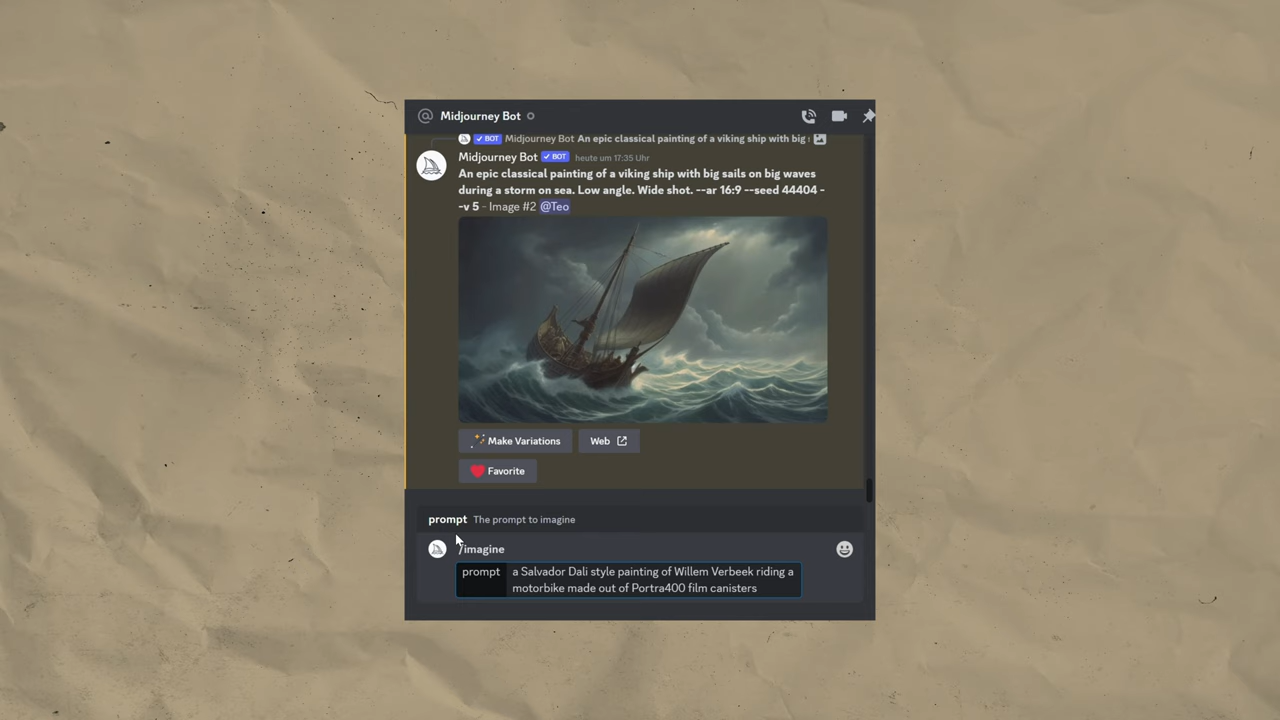 @ Midjourney Bot
✔ BOT Midjourney Bot An epic classical painting of a viking ship with big
Midjourney Bot ✔ BOT heute um 17:35 Uhr
An epic classical painting of a viking ship with big sails on big waves
during a storm on sea. Low angle. Wide shot. --ar 16:9 --seed 44404 -
-v 5 - Image #2 @Teo
Make Variations Web
Favorite
prompt The prompt to imagine
/imagine
prompt a Salvador Dali style painting of Willem Verbeek riding a
motorbike made out of Portra400 film canisters